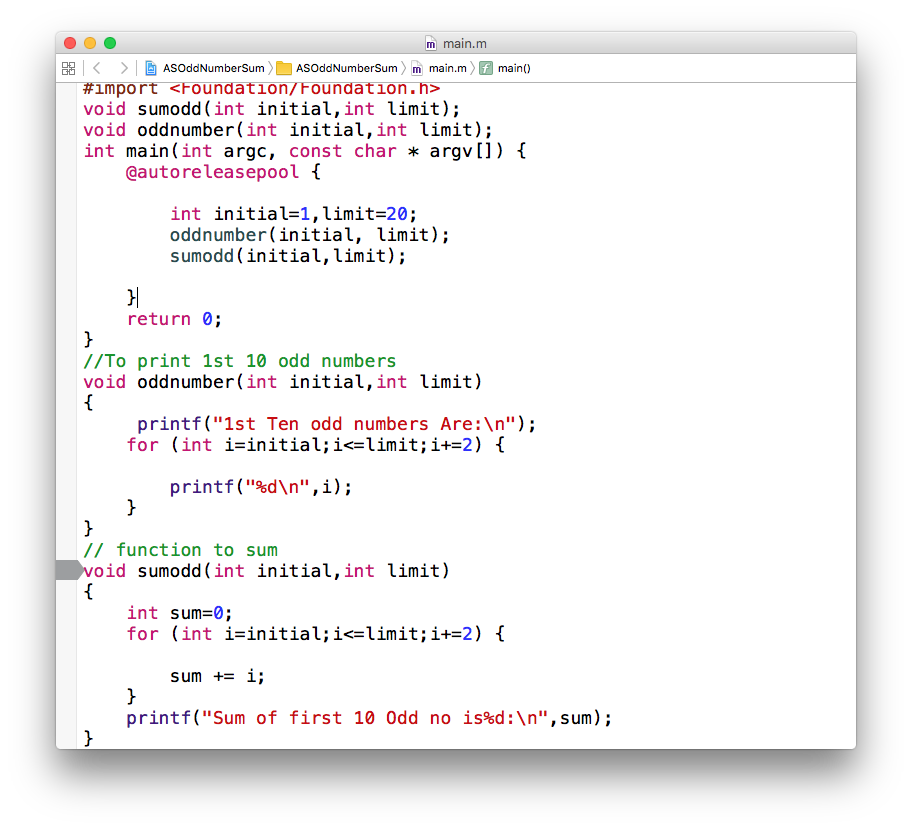 main.m
ASOddNumberSum ASOddNumberSum main.m main()
#import <Foundation/Foundation.h>
void sumodd(int initial,int limit);
void oddnumber(int initial,int limit);
int main(int argc, const char * argv[]) {
    @autoreleasepool {
        int initial=1,limit=20;
        oddnumber(initial, limit);
        sumodd(initial,limit);
    }
    return 0;
}
//To print 1st 10 odd numbers
void oddnumber(int initial,int limit)
{
     printf("1st Ten odd numbers Are:\n");
    for (int i=initial;i<=limit;i+=2) {
        printf("%d\n",i);
    }
}
// function to sum
void sumodd(int initial,int limit)
{
    int sum=0;
    for (int i=initial;i<=limit;i+=2) {
        sum += i;
    }
    printf("Sum of first 10 Odd no is%d:\n",sum);
}